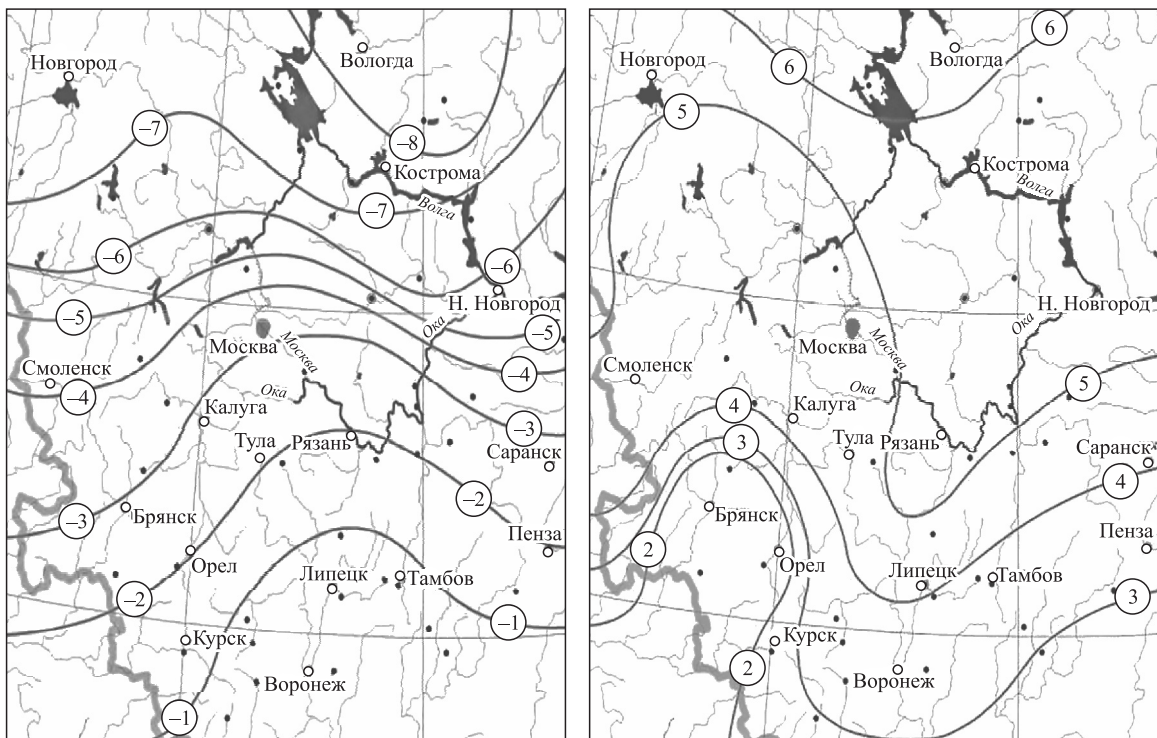 Новгород
Вологда
–7
–8
Кострома
–7
Волга
–6
–6
Н. Новгород
–5
Ока
–5
Москва
Москва
–4
Смоленск
–4
Ока
Калуга
–3
Тула
Рязань
Саранск
–2
–3
Брянск
Пенза
Орел
Липецк
Тамбов
–2
–1
Курск
Воронеж
–1
6
Вологда
Новгород
6
5
Кострома
Волга
Н. Новгород
Ока
Москва
Москва
Смоленск
5
Ока
4
Калуга
3
Тула
Рязань
Саранск
4
Брянск
Пенза
2
Орел
Липецк
Тамбов
3
Курск
2
Воронеж